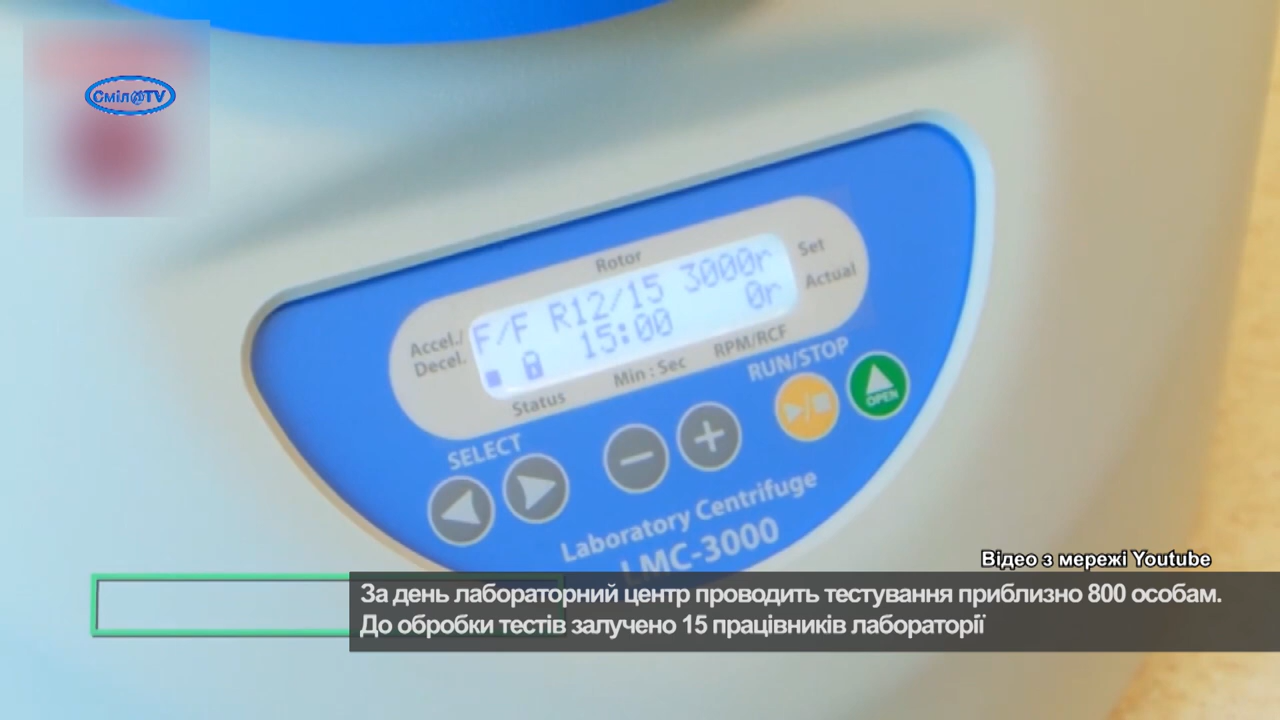 Сміл@TV
Rotor
Set
Accel./
Decel.
F/F R12/15 3000r
15:00 0r
Actual
Status
Min : Sec
RPM/RCF
RUN/STOP
OPEN
SELECT
Laboratory Centrifuge
LMC-3000
Відео з мережі Youtube
За день лабораторний центр проводить тестування приблизно 800 особам.
До обробки тестів залучено 15 працівників лабораторії